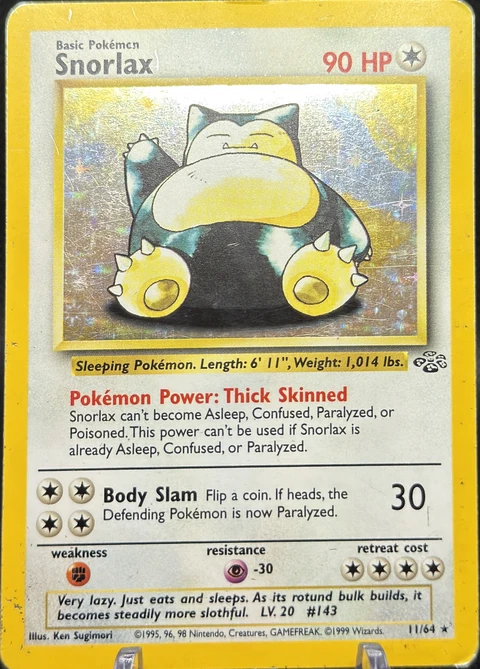 Basic Pokémon
Snorlax
90 HP
Sleeping Pokémon. Length: 6' 11", Weight: 1,014 lbs.
Pokémon Power: Thick Skinned
Snorlax can't become Asleep, Confused, Paralyzed, or
Poisoned. This power can't be used if Snorlax is
already Asleep, Confused, or Paralyzed.
Body Slam Flip a coin. If heads, the
Defending Pokémon is now Paralyzed.
30
weakness
resistance
-30
retreat cost
Very lazy. Just eats and sleeps. As its rotund bulk builds, it
becomes steadily more slothful. LV. 20 #143
Illus. Ken Sugimori ©1995, 96, 98 Nintendo, Creatures, GAMEFREAK. ©1999 Wizards. 11/64 ★